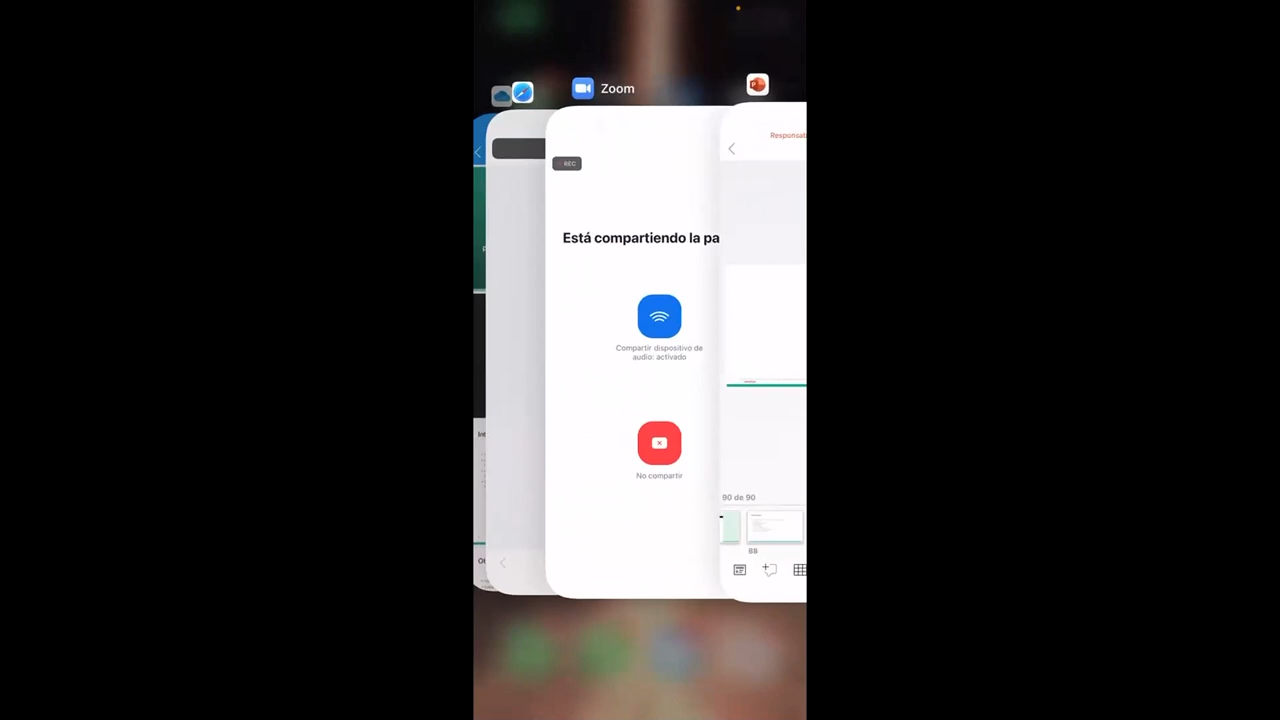 Zoom
Responsab
REC
Está compartiendo la pa
Compartir dispositivo de
audio: activado
No compartir
90 de 90
88